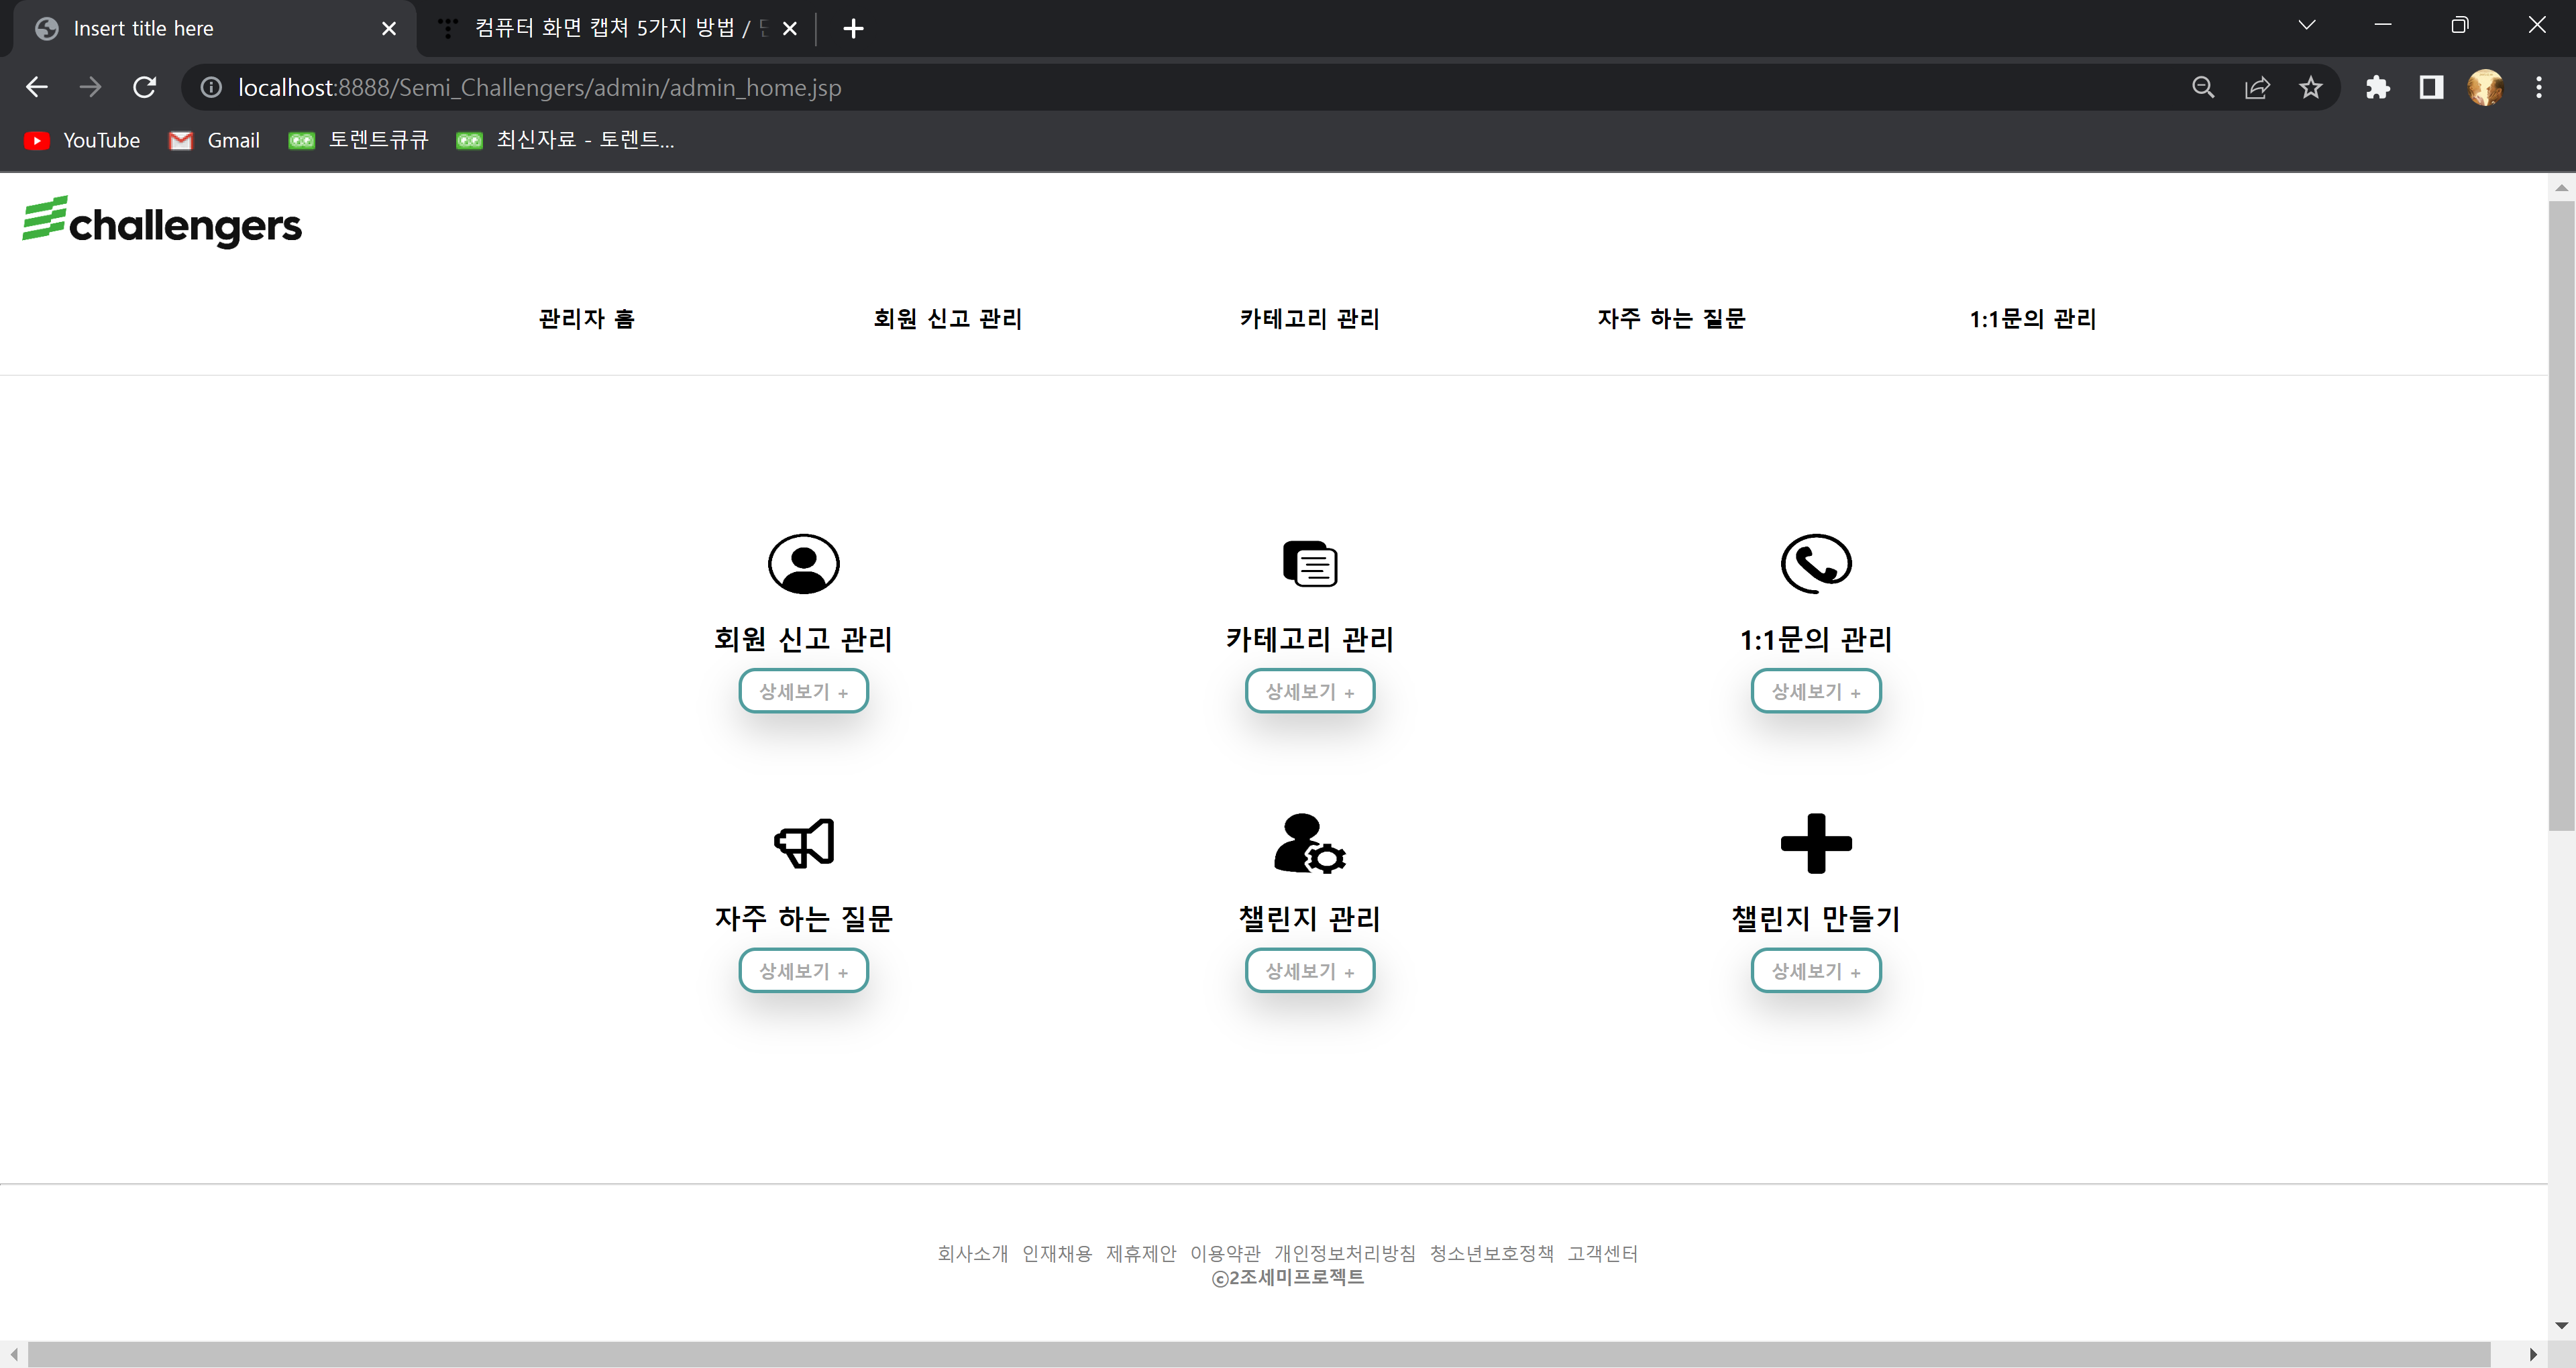 Insert title here
컴퓨터 화면 캡쳐 5가지 방법 /
localhost:8888/Semi_Challengers/admin/admin_home.jsp
YouTube Gmail 토렌트큐큐 최신자료 - 토렌트...
challengers
관리자 홈 회원 신고 관리 카테고리 관리 자주 하는 질문 1:1문의 관리
회원 신고 관리 카테고리 관리 1:1문의 관리
상세보기 + 상세보기 + 상세보기 +
자주 하는 질문 챌린지 관리 챌린지 만들기
상세보기 + 상세보기 + 상세보기 +
회사소개 인재채용 제휴제안 이용약관 개인정보처리방침 청소년보호정책 고객센터
ⓒ2조세미프로젝트